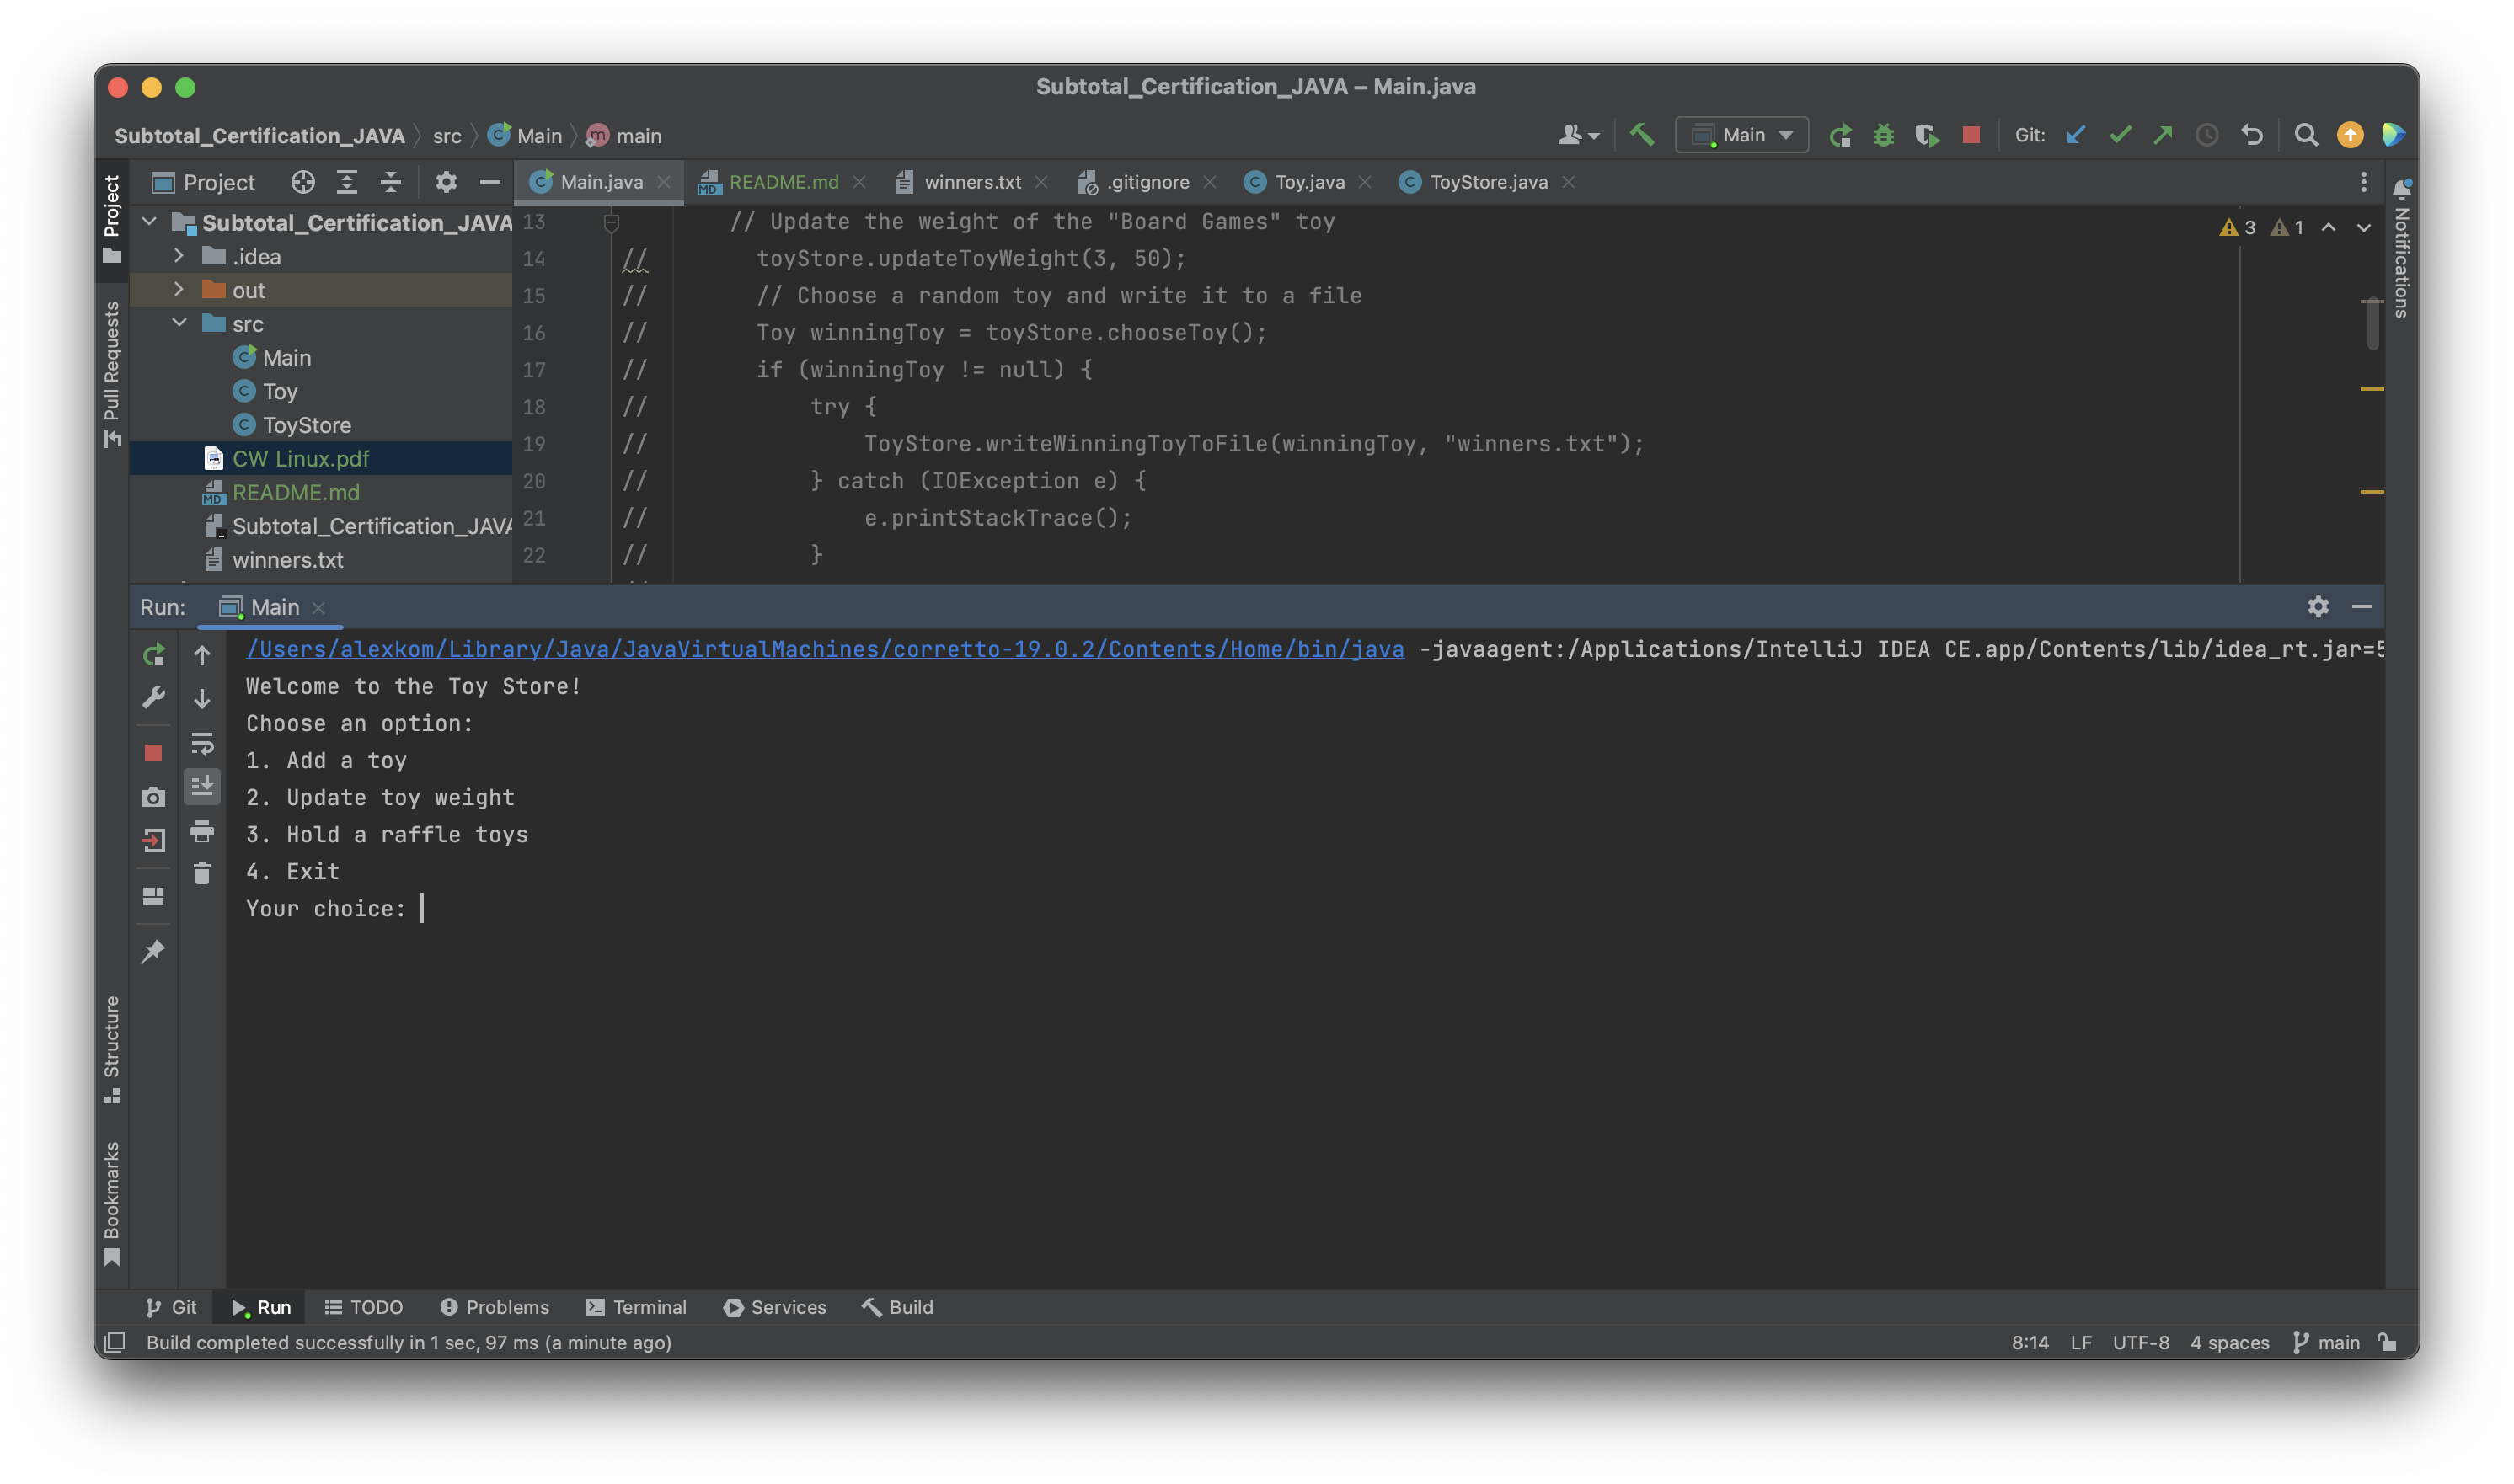 Subtotal_Certification_JAVA – Main.java
Subtotal_Certification_JAVA src Main main
Main Git:
Project
Main.java README.md winners.txt .gitignore Toy.java ToyStore.java
Project
Pull Requests
Structure
Bookmarks
Notifications
Subtotal_Certification_JAVA
.idea
out
src
Main
Toy
ToyStore
CW Linux.pdf
README.md
Subtotal_Certification_JAVA
winners.txt
3 1
13 // Update the weight of the "Board Games" toy
14 // toyStore.updateToyWeight(3, 50);
15 // // Choose a random toy and write it to a file
16 // Toy winningToy = toyStore.chooseToy();
17 // if (winningToy != null) {
18 // try {
19 // ToyStore.writeWinningToyToFile(winningToy, "winners.txt");
20 // } catch (IOException e) {
21 // e.printStackTrace();
22 // }
Run: Main
/Users/alexkom/Library/Java/JavaVirtualMachines/corretto-19.0.2/Contents/Home/bin/java -javaagent:/Applications/IntelliJ IDEA CE.app/Contents/lib/idea_rt.jar=5
Welcome to the Toy Store!
Choose an option:
1. Add a toy
2. Update toy weight
3. Hold a raffle toys
4. Exit
Your choice:
Git Run TODO Problems Terminal Services Build
Build completed successfully in 1 sec, 97 ms (a minute ago) 8:14 LF UTF-8 4 spaces main